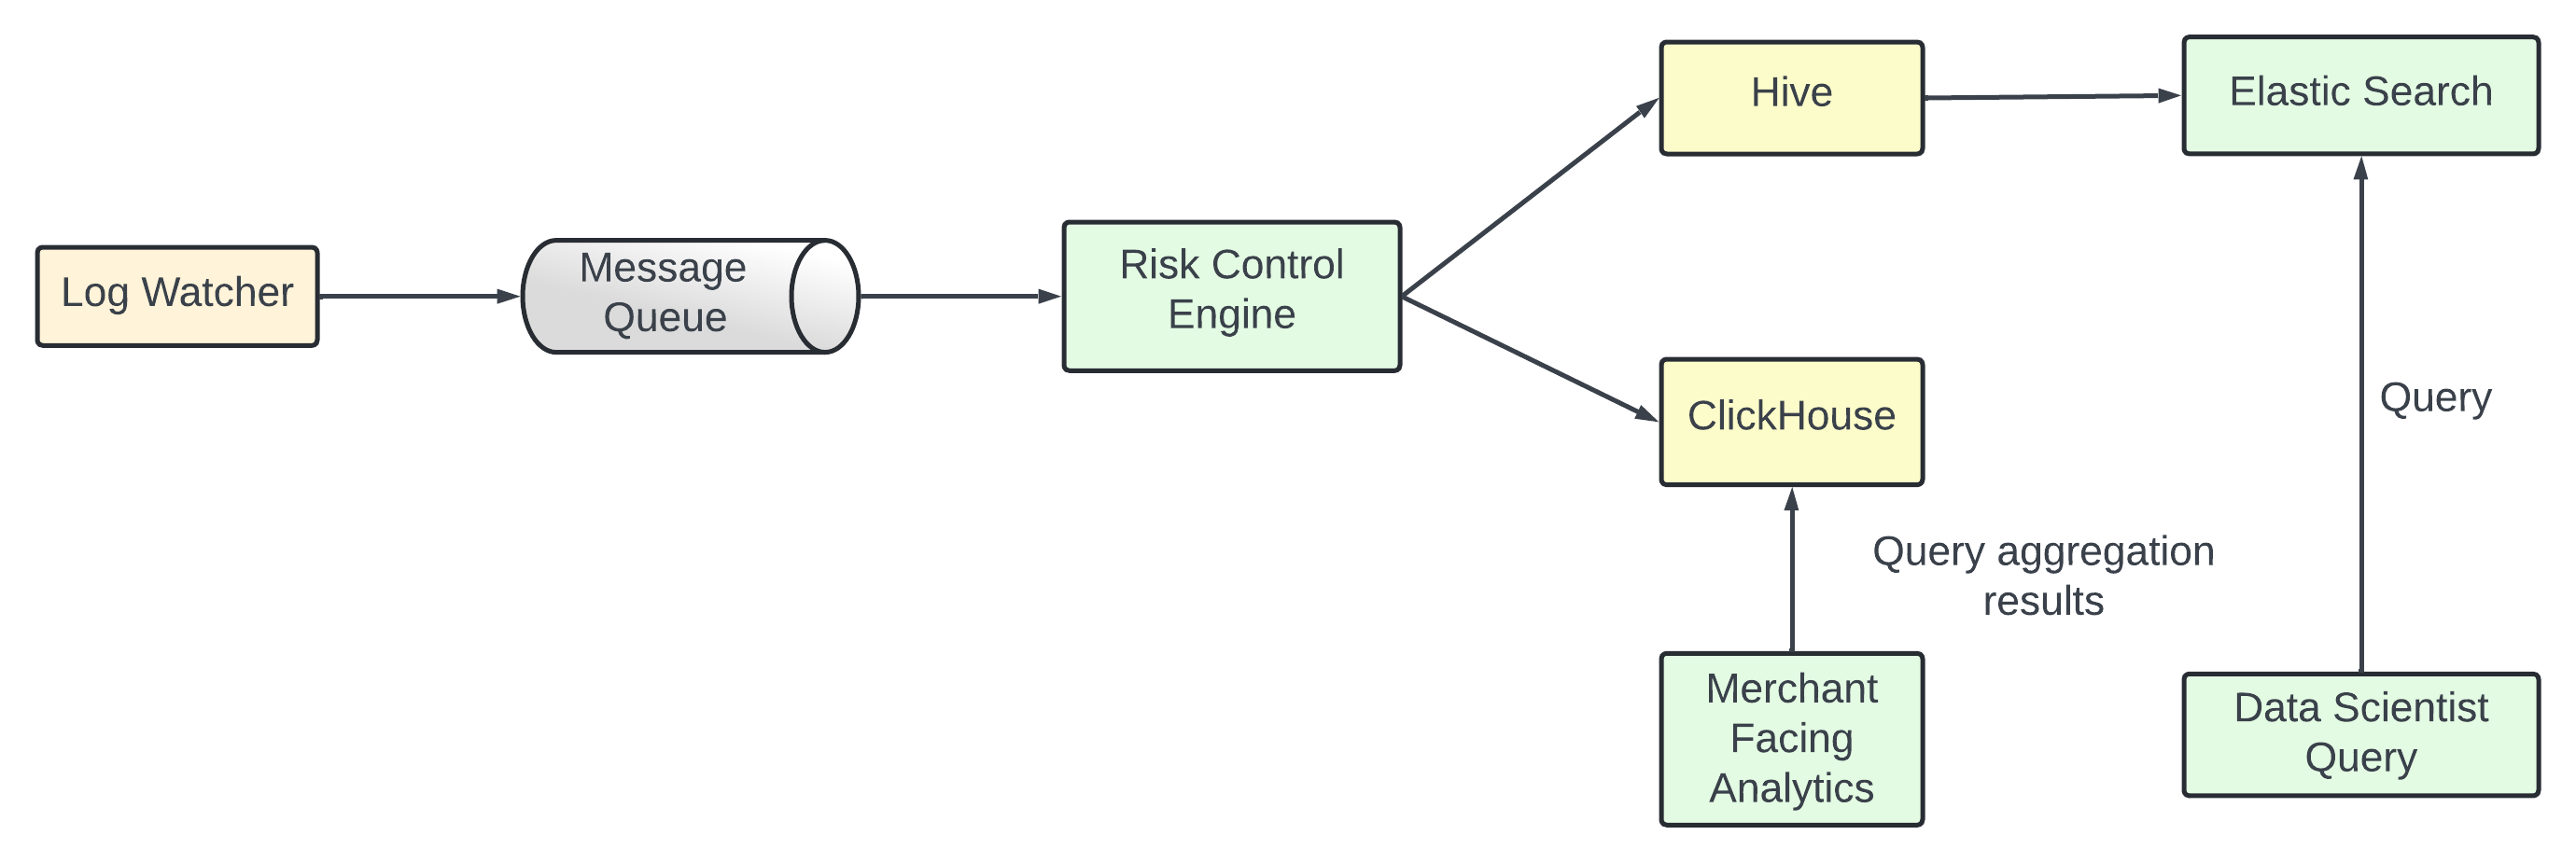 Hive
Elastic Search
Log Watcher
Message
Queue
Risk Control
Engine
ClickHouse
Query
Query aggregation
results
Merchant
Facing
Analytics
Data Scientist
Query